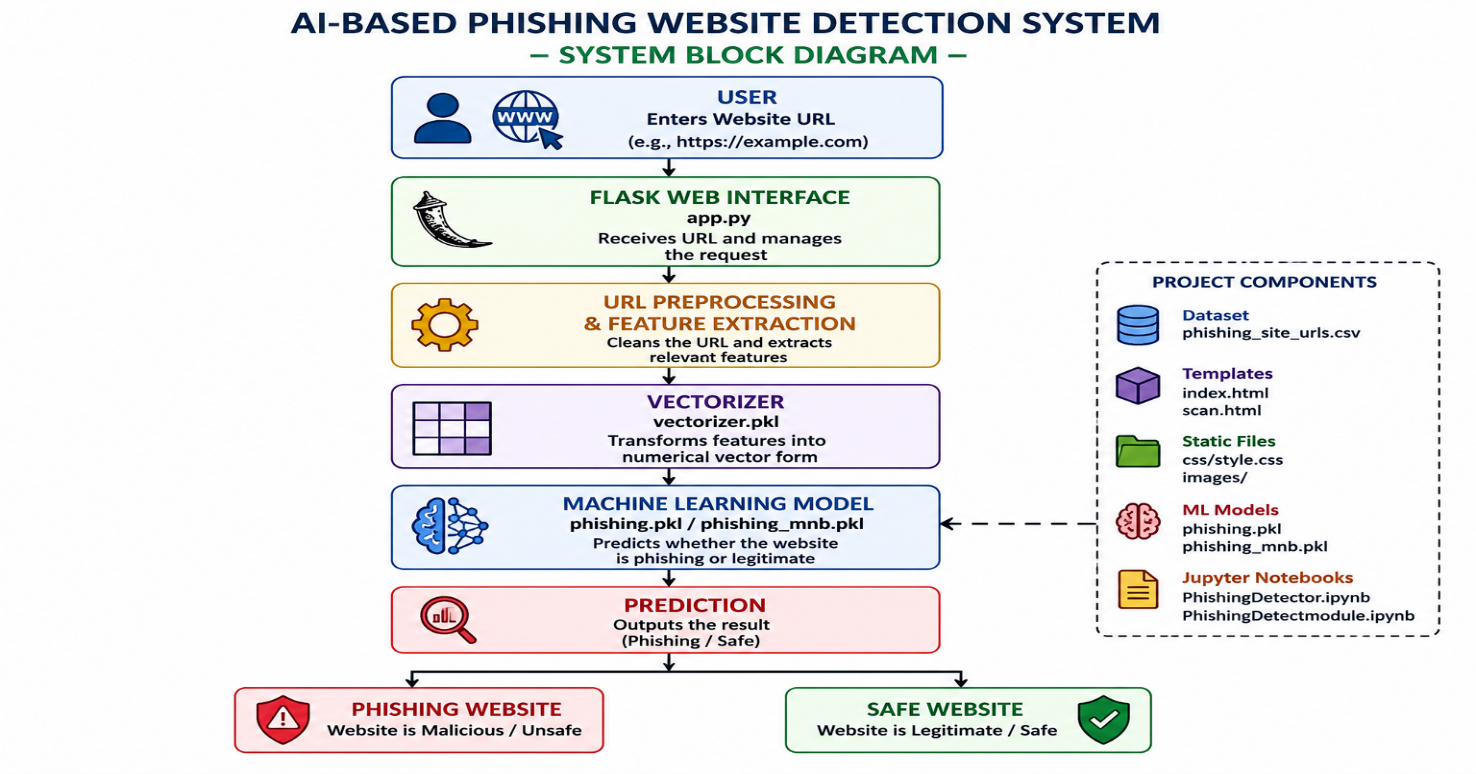 AI-BASED PHISHING WEBSITE DETECTION SYSTEM
– SYSTEM BLOCK DIAGRAM –
USER
WWW
Enters Website URL
(e.g., https://example.com)
FLASK WEB INTERFACE
app.py
Receives URL and manages
the request
URL PREPROCESSING
& FEATURE EXTRACTION
Cleans the URL and extracts
relevant features
VECTORIZER
vectorizer.pkl
Transforms features into
numerical vector form
MACHINE LEARNING MODEL
phishing.pkl / phishing_mnb.pkl
Predicts whether the website
is phishing or legitimate
PREDICTION
Outputs the result
(Phishing / Safe)
PHISHING WEBSITE
Website is Malicious / Unsafe
SAFE WEBSITE
Website is Legitimate / Safe
PROJECT COMPONENTS
Dataset
phishing_site_urls.csv
Templates
index.html
scan.html
Static Files
css/style.css
images/
ML Models
phishing.pkl
phishing_mnb.pkl
Jupyter Notebooks
PhishingDetector.ipynb
PhishingDetectmodule.ipynb